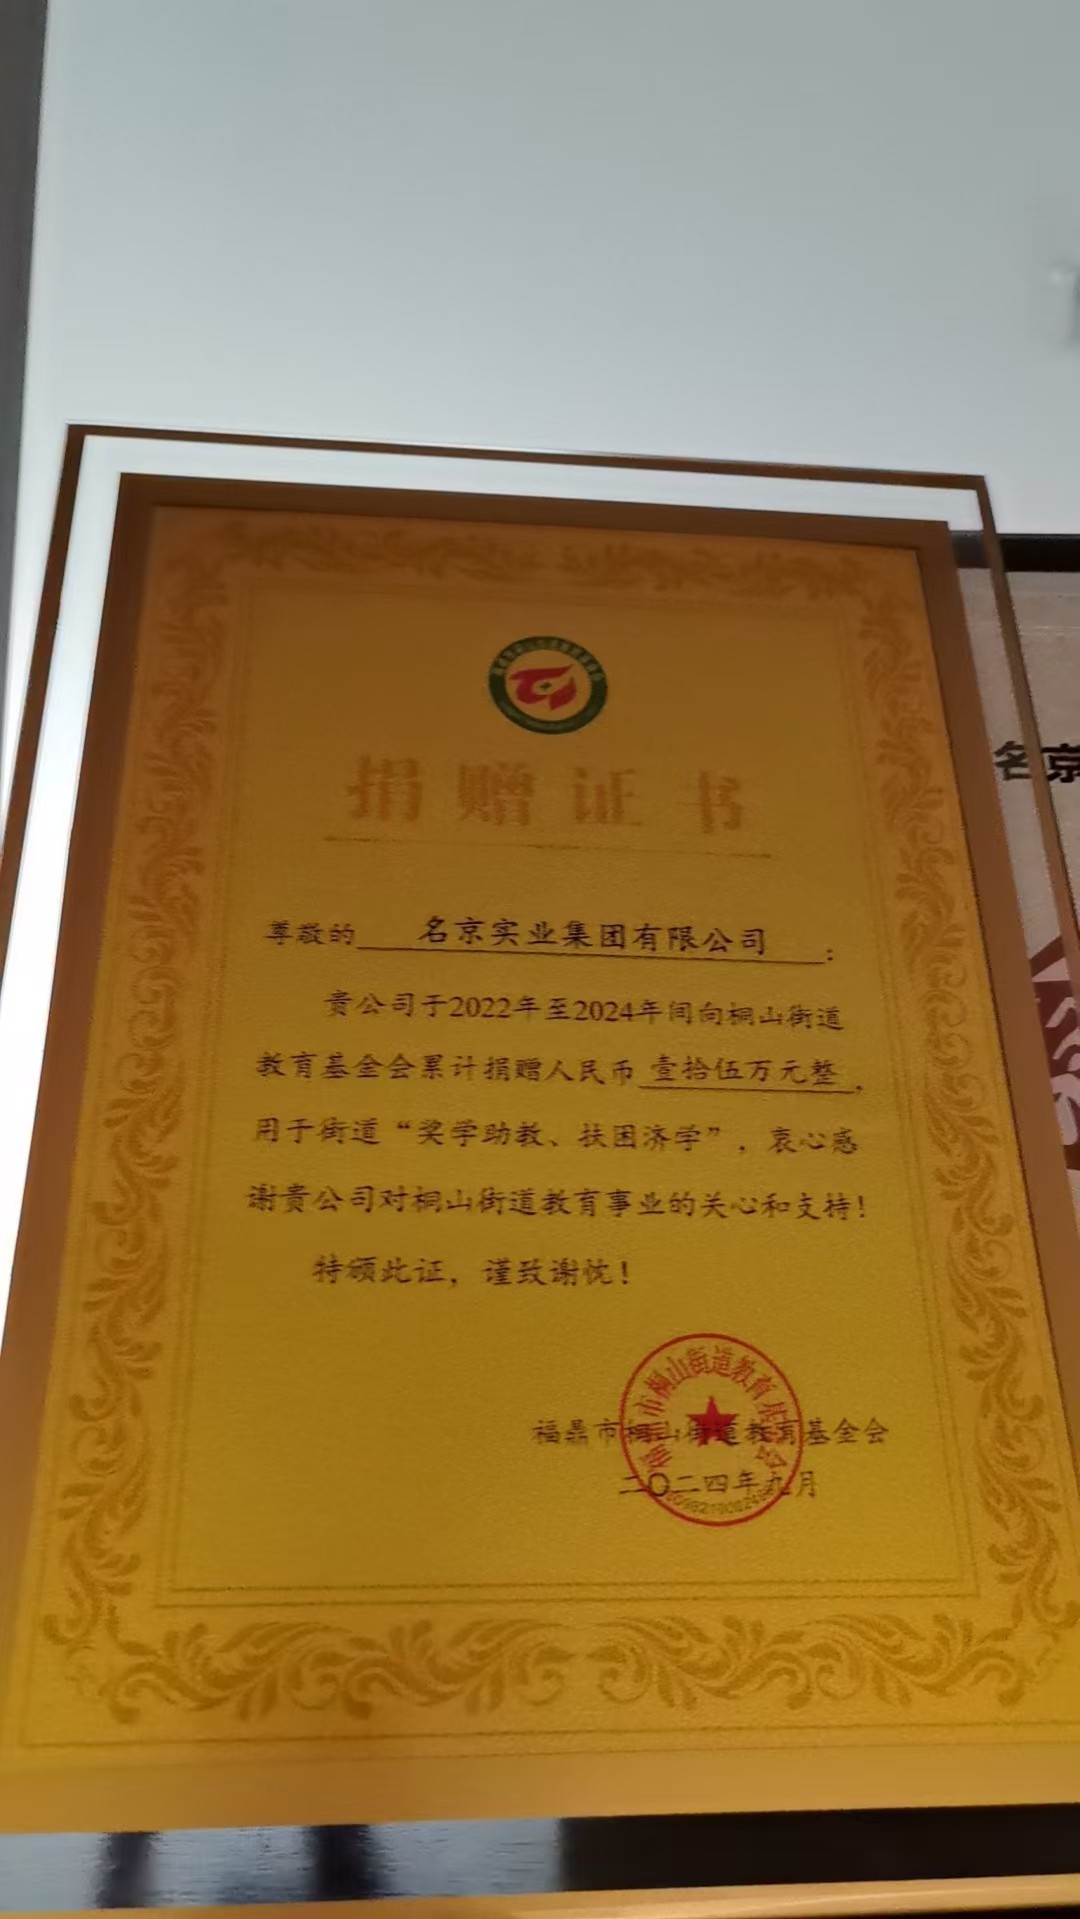 捐赠证书
尊敬的 名京实业集团有限公司 :
贵公司于2022年至2024年间向桐山街道
教育基金会累计捐赠人民币 壹拾伍万元整 ,
用于街道“奖学助教、扶困济学”，衷心感
谢贵公司对桐山街道教育事业的关心和支持！
特颁此证，谨致谢忱！
福鼎市桐山街道教育基金会
二〇二四年九月
名京